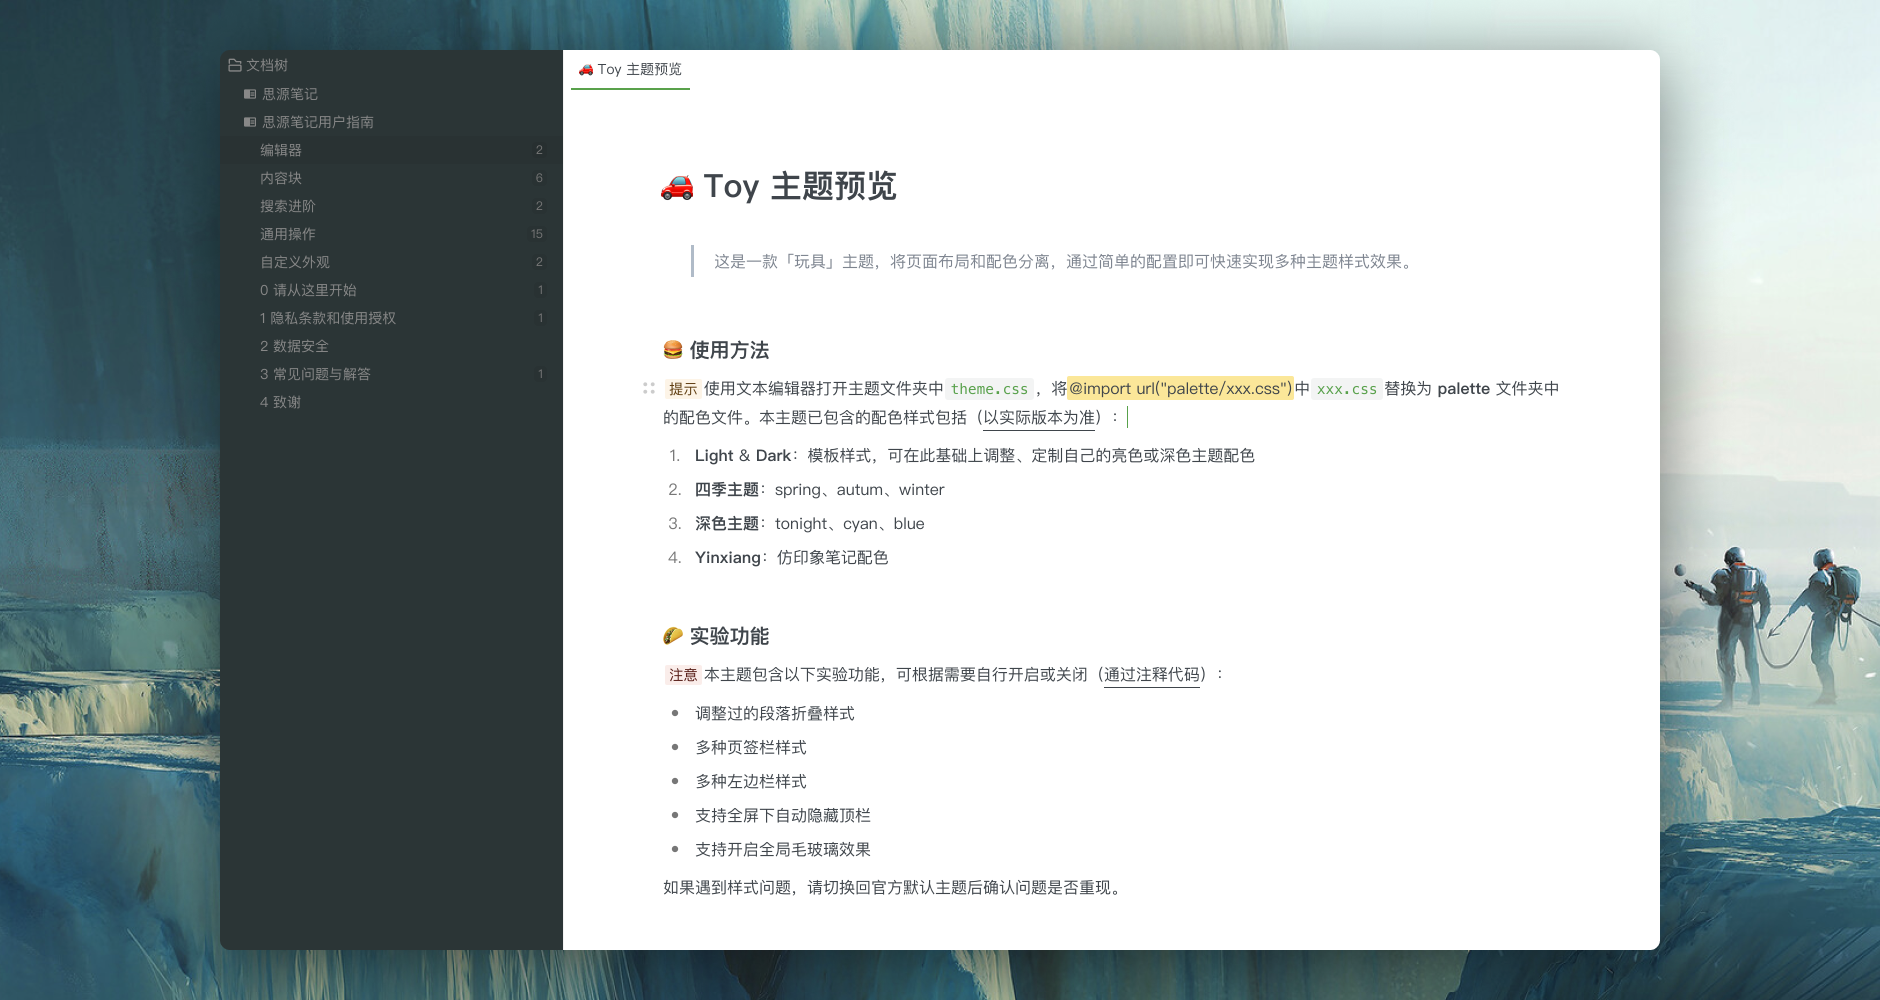 文档树
思源笔记
思源笔记用户指南
编辑器 2
内容块 6
搜索进阶 2
通用操作 15
自定义外观 2
0 请从这里开始 1
1 隐私条款和使用授权 1
2 数据安全
3 常见问题与解答 1
4 致谢
🚗 Toy 主题预览
🚗 Toy 主题预览
这是一款「玩具」主题，将页面布局和配色分离，通过简单的配置即可快速实现多种主题样式效果。
🍔 使用方法
提示 使用文本编辑器打开主题文件夹中 theme.css ，将@import url("palette/xxx.css")中 xxx.css 替换为 palette 文件夹中
的配色文件。本主题已包含的配色样式包括（以实际版本为准）：
1. Light & Dark：模板样式，可在此基础上调整、定制自己的亮色或深色主题配色
2. 四季主题：spring、autum、winter
3. 深色主题：tonight、cyan、blue
4. Yinxiang：仿印象笔记配色
🌮 实验功能
注意 本主题包含以下实验功能，可根据需要自行开启或关闭（通过注释代码）：
• 调整过的段落折叠样式
• 多种页签栏样式
• 多种左边栏样式
• 支持全屏下自动隐藏顶栏
• 支持开启全局毛玻璃效果
如果遇到样式问题，请切换回官方默认主题后确认问题是否重现。